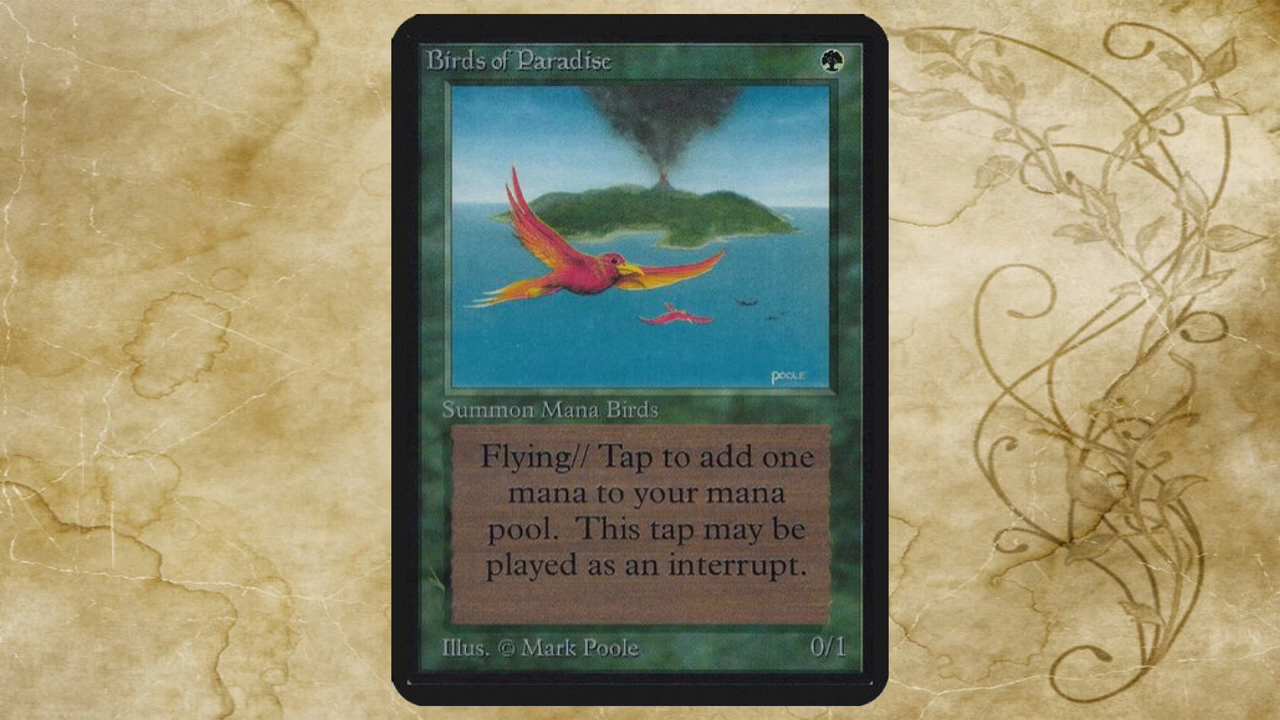 Birds of Paradise
POOLE
Summon Mana Birds
Flying// Tap to add one
mana to your mana
pool. This tap may be
played as an interrupt.
Illus. © Mark Poole
0/1